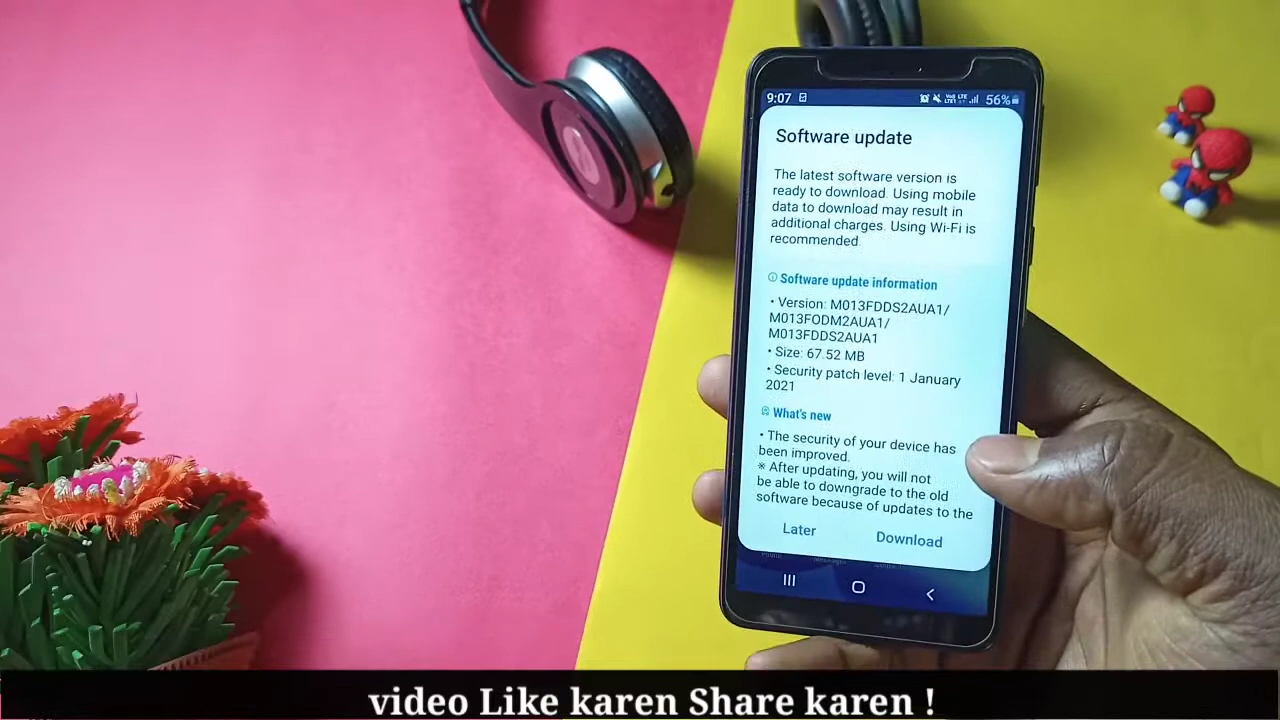 9:07
56%
Software update
The latest software version is
ready to download. Using mobile
data to download may result in
additional charges. Using Wi-Fi is
recommended.
Software update information
• Version: M013FDDS2AUA1/
M013FODM2AUA1/
M013FDDS2AUA1
• Size: 67.52 MB
• Security patch level: 1 January
2021
What's new
• The security of your device has
been improved.
※ After updating, you will not
be able to downgrade to the old
software because of updates to the
Later
Download
video Like karen Share karen !